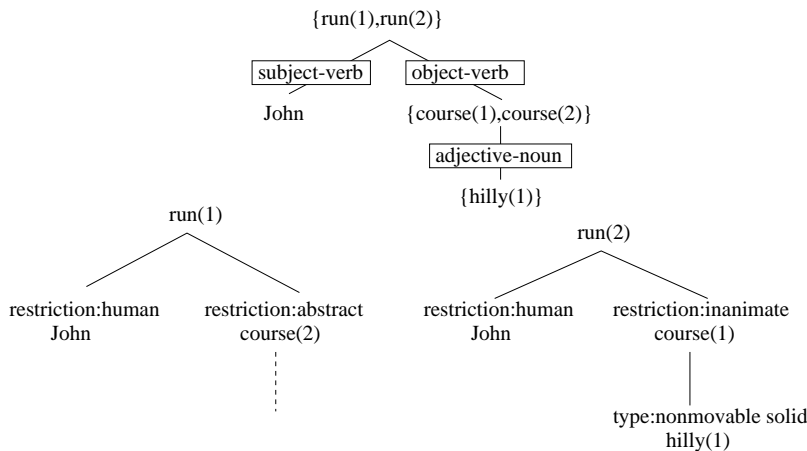 {run(1),run(2)}
subject-verb object-verb
John {course(1),course(2)}
adjective-noun
{hilly(1)}
run(1)
restriction:human restriction:abstract
John course(2)
run(2)
restriction:human restriction:inanimate
John course(1)
type:nonmovable solid
hilly(1)